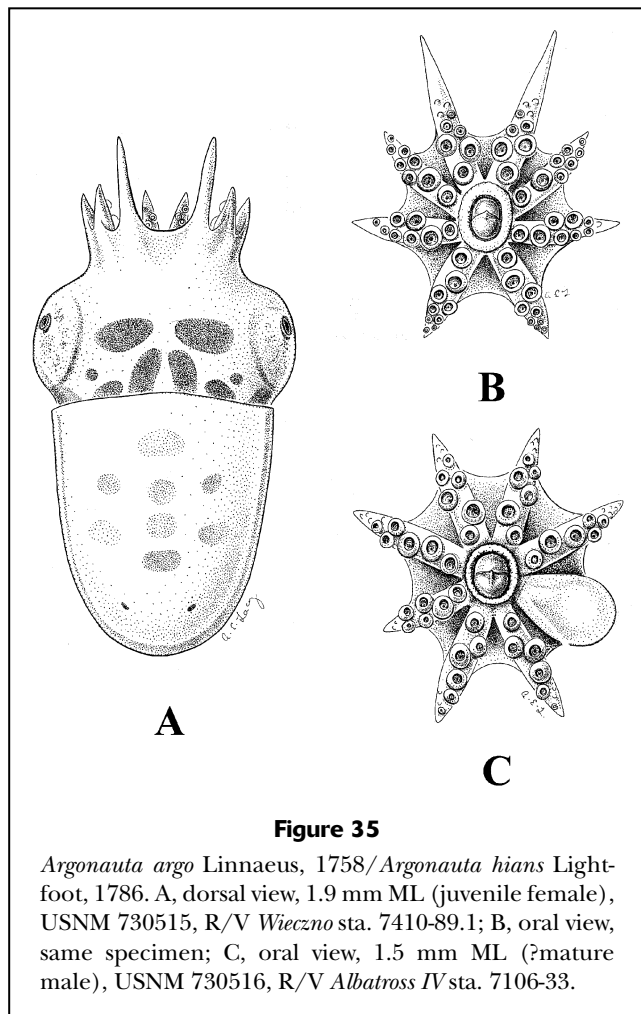 A
B
C
Figure 35
Argonauta argo Linnaeus, 1758/Argonauta hians Light-
foot, 1786. A, dorsal view, 1.9 mm ML (juvenile female),
USNM 730515, R/V Wieczno sta. 7410-89.1; B, oral view,
same specimen; C, oral view, 1.5 mm ML (?mature
male), USNM 730516, R/V Albatross IV sta. 7106-33.